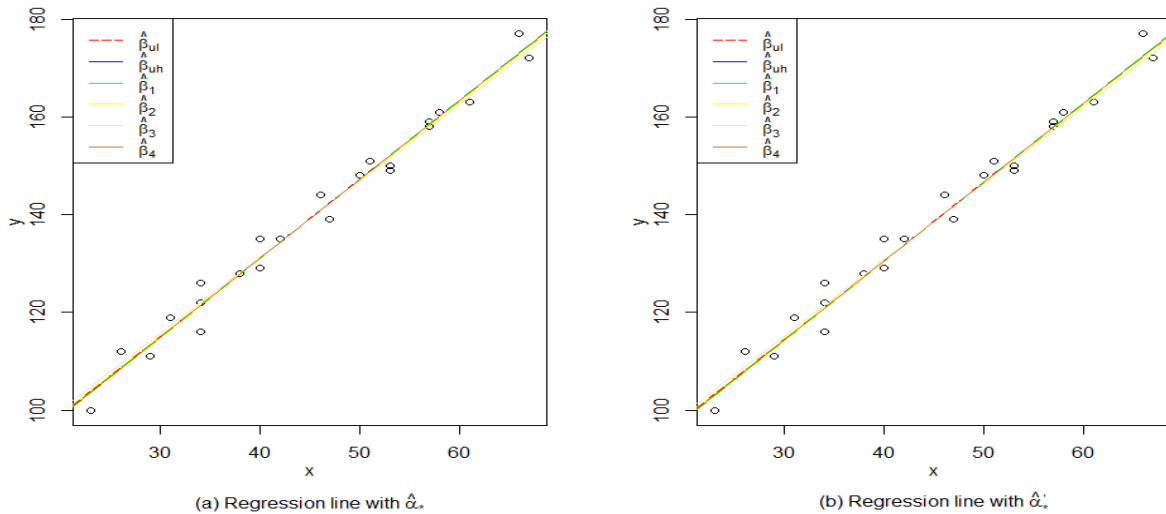 180
160
140
120
100
y
β̂ul
β̂uh
β̂1
β̂2
β̂3
β̂4
30 40 50 60
x
(a) Regression line with α̂*
180
160
140
120
100
y
β̂ul
β̂uh
β̂1
β̂2
β̂3
β̂4
30 40 50 60
x
(b) Regression line with α̂*'